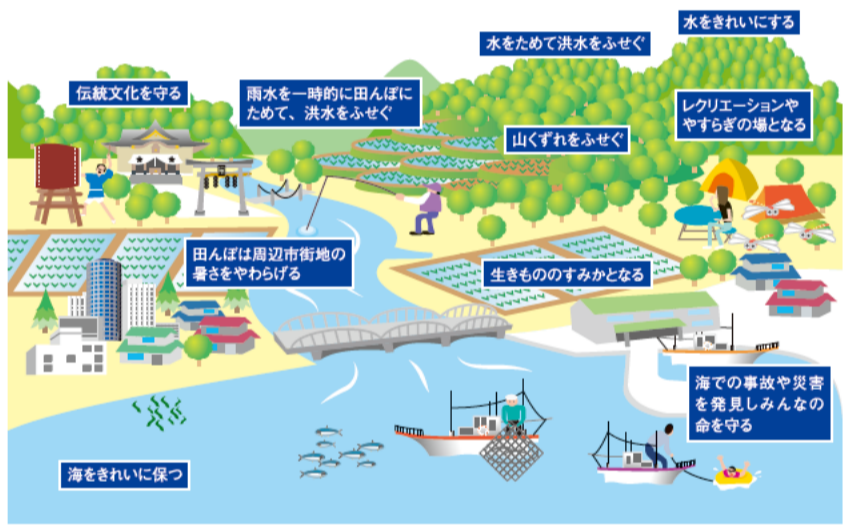 水をきれいにする
水をためて洪水をふせぐ
伝統文化を守る
雨水を一時的に田んぼに
ためて、洪水をふせぐ
レクリエーションや
やすらぎの場となる
山くずれをふせぐ
田んぼは周辺市街地の
暑さをやわらげる
生きもののすみかとなる
海での事故や災害
を発見しみんなの
命を守る
海をきれいに保つ